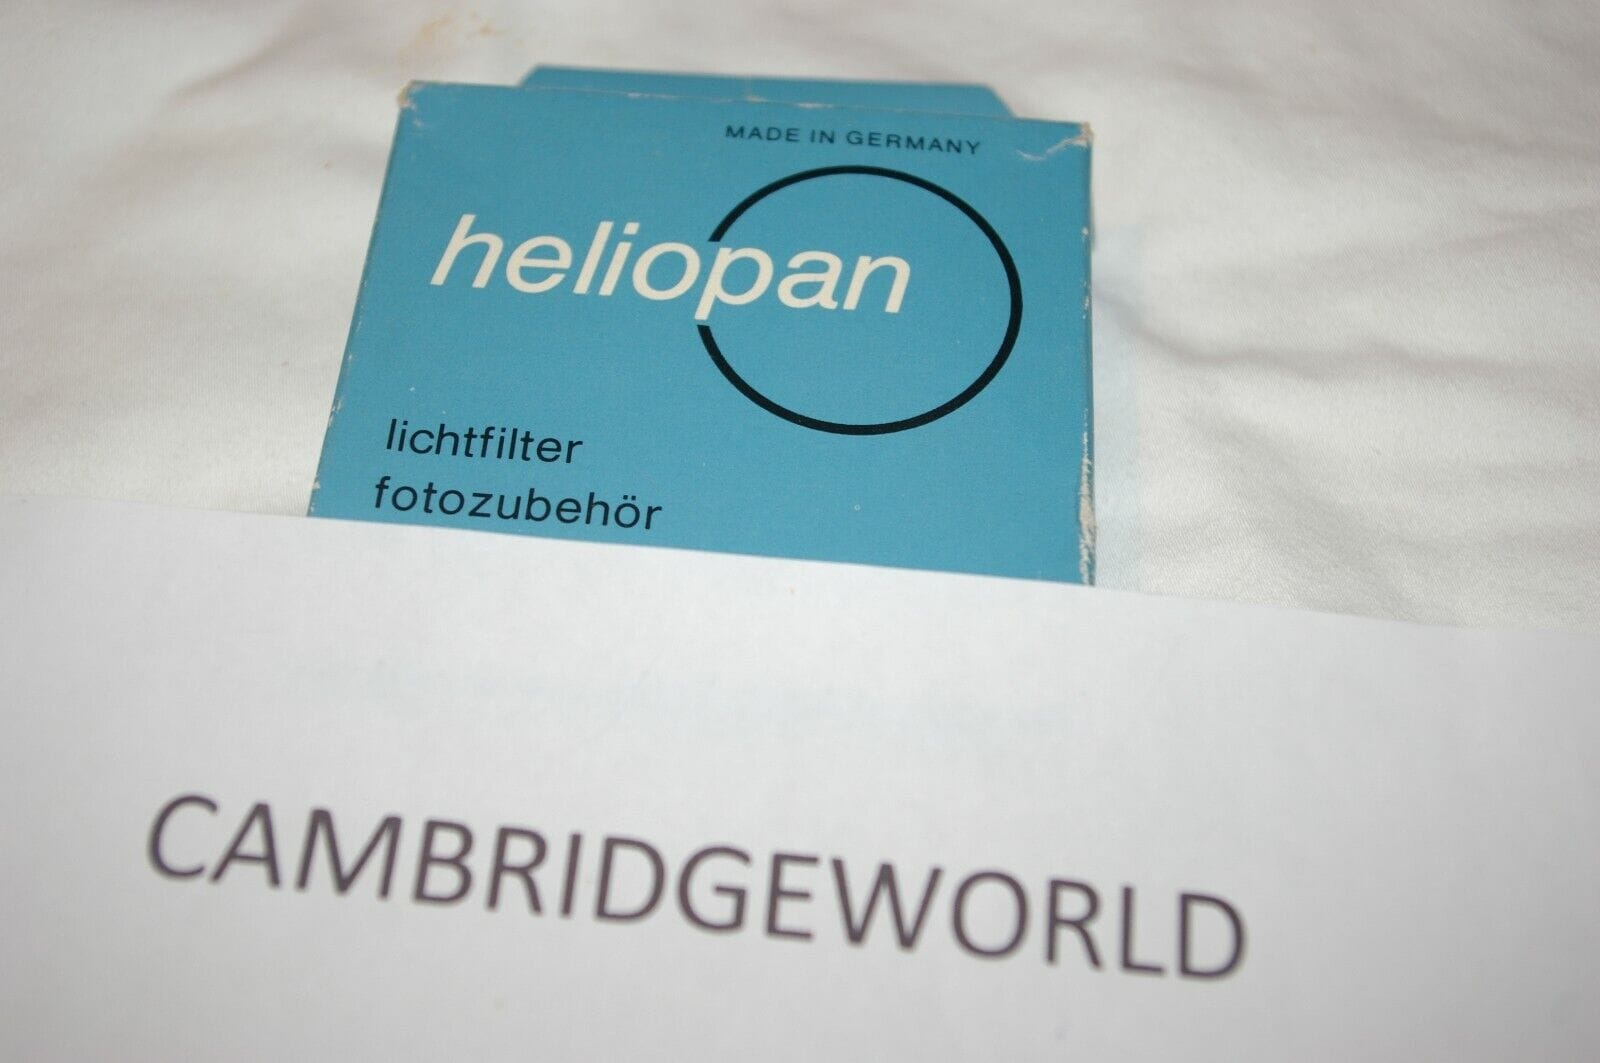 MADE IN GERMANY
heliopan
lichtfilter
fotozubehör
CAMBRIDGEWORLD